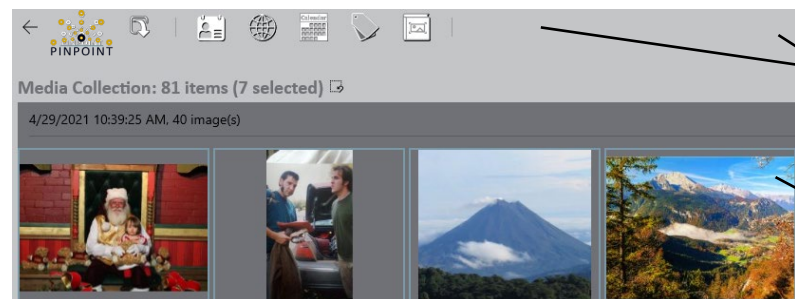 Calendar
PINPOINT
Media Collection: 81 items (7 selected)
4/29/2021 10:39:25 AM, 40 image(s)